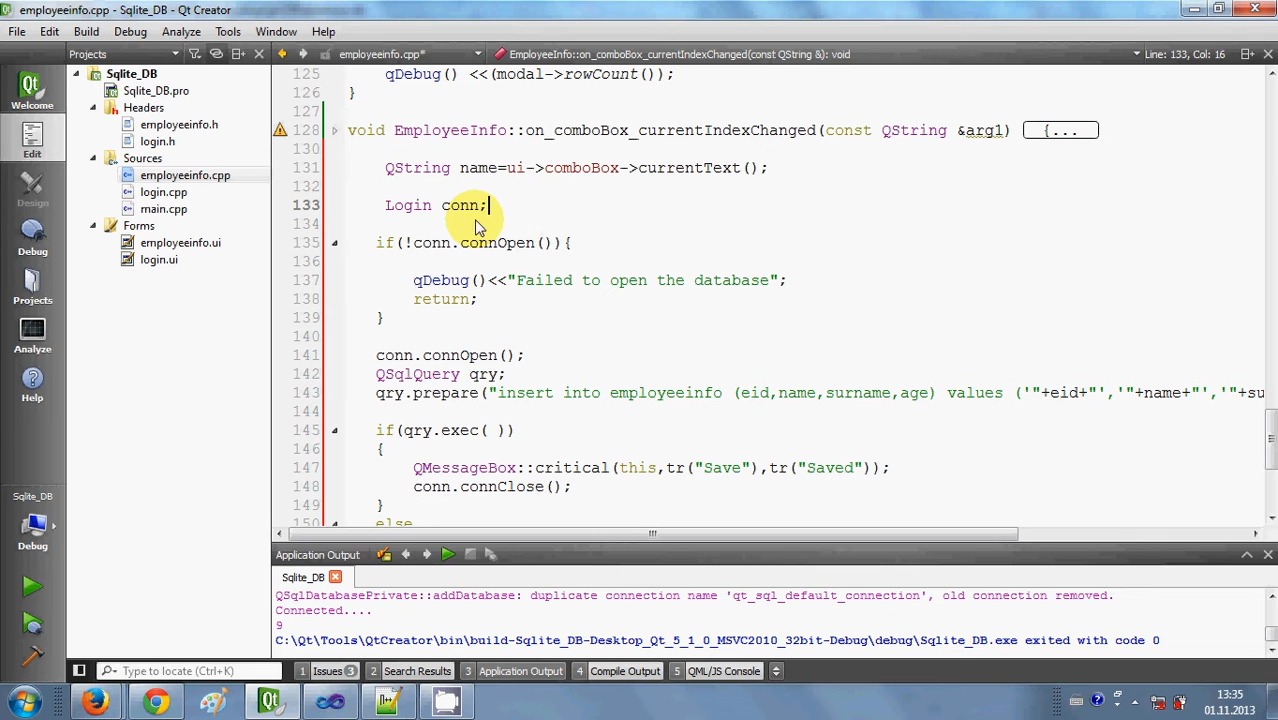 employeeinfo.cpp - Sqlite_DB - Qt Creator
File Edit Build Debug Analyze Tools Window Help
Projects
employeeinfo.cpp*
EmployeeInfo::on_comboBox_currentIndexChanged(const QString &): void
Line: 133, Col: 16
Welcome
Edit
Design
Debug
Projects
Analyze
Help
Sqlite_DB
Debug
Sqlite_DB
Sqlite_DB.pro
Headers
employeeinfo.h
login.h
Sources
employeeinfo.cpp
login.cpp
main.cpp
Forms
employeeinfo.ui
login.ui
125 qDebug() <<(modal->rowCount());
126 }
127
128 void EmployeeInfo::on_comboBox_currentIndexChanged(const QString &arg1) {...
130
131 QString name=ui->comboBox->currentText();
132
133 Login conn;
134
135 if(!conn.connOpen()){
136
137 qDebug()<<"Failed to open the database";
138 return;
139 }
140
141 conn.connOpen();
142 QSqlQuery qry;
143 qry.prepare("insert into employeeinfo (eid,name,surname,age) values ('"+eid+"','"+name+"','"+su
144
145 if(qry.exec( ))
146 {
147 QMessageBox::critical(this,tr("Save"),tr("Saved"));
148 conn.connClose();
149 }
150 else
Application Output
Sqlite_DB
QSqlDatabasePrivate::addDatabase: duplicate connection name 'qt_sql_default_connection', old connection removed.
Connected....
9
C:\Qt\Tools\QtCreator\bin\build-Sqlite_DB-Desktop_Qt_5_1_0_MSVC2010_32bit-Debug\debug\Sqlite_DB.exe exited with code 0
Type to locate (Ctrl+K)
1 Issues 3
2 Search Results
3 Application Output
4 Compile Output
5 QML/JS Console
13:35
01.11.2013